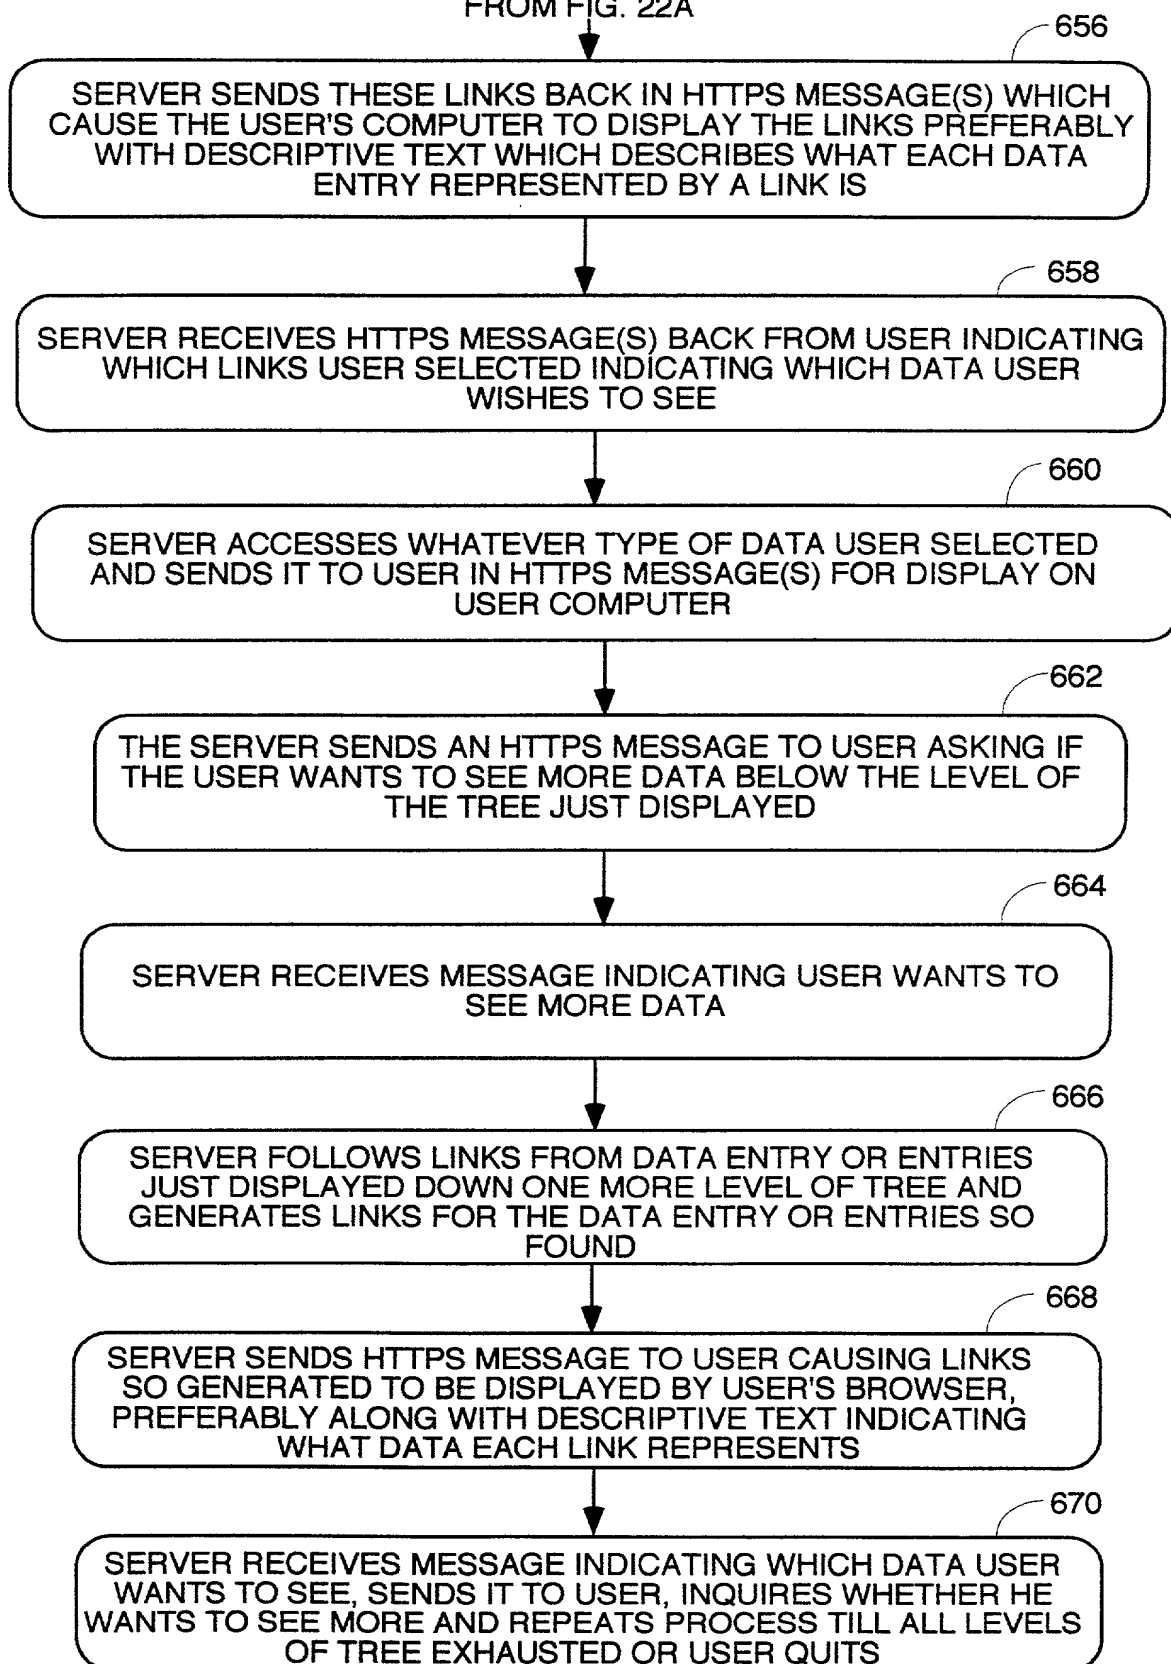 FROM FIG. 22A
656
SERVER SENDS THESE LINKS BACK IN HTTPS MESSAGE(S) WHICH
CAUSE THE USER'S COMPUTER TO DISPLAY THE LINKS PREFERABLY
WITH DESCRIPTIVE TEXT WHICH DESCRIBES WHAT EACH DATA
ENTRY REPRESENTED BY A LINK IS
658
SERVER RECEIVES HTTPS MESSAGE(S) BACK FROM USER INDICATING
WHICH LINKS USER SELECTED INDICATING WHICH DATA USER
WISHES TO SEE
660
SERVER ACCESSES WHATEVER TYPE OF DATA USER SELECTED
AND SENDS IT TO USER IN HTTPS MESSAGE(S) FOR DISPLAY ON
USER COMPUTER
662
THE SERVER SENDS AN HTTPS MESSAGE TO USER ASKING IF
THE USER WANTS TO SEE MORE DATA BELOW THE LEVEL OF
THE TREE JUST DISPLAYED
664
SERVER RECEIVES MESSAGE INDICATING USER WANTS TO
SEE MORE DATA
666
SERVER FOLLOWS LINKS FROM DATA ENTRY OR ENTRIES
JUST DISPLAYED DOWN ONE MORE LEVEL OF TREE AND
GENERATES LINKS FOR THE DATA ENTRY OR ENTRIES SO
FOUND
668
SERVER SENDS HTTPS MESSAGE TO USER CAUSING LINKS
SO GENERATED TO BE DISPLAYED BY USER'S BROWSER,
PREFERABLY ALONG WITH DESCRIPTIVE TEXT INDICATING
WHAT DATA EACH LINK REPRESENTS
670
SERVER RECEIVES MESSAGE INDICATING WHICH DATA USER
WANTS TO SEE, SENDS IT TO USER, INQUIRES WHETHER HE
WANTS TO SEE MORE AND REPEATS PROCESS TILL ALL LEVELS
OF TREE EXHAUSTED OR USER QUITS